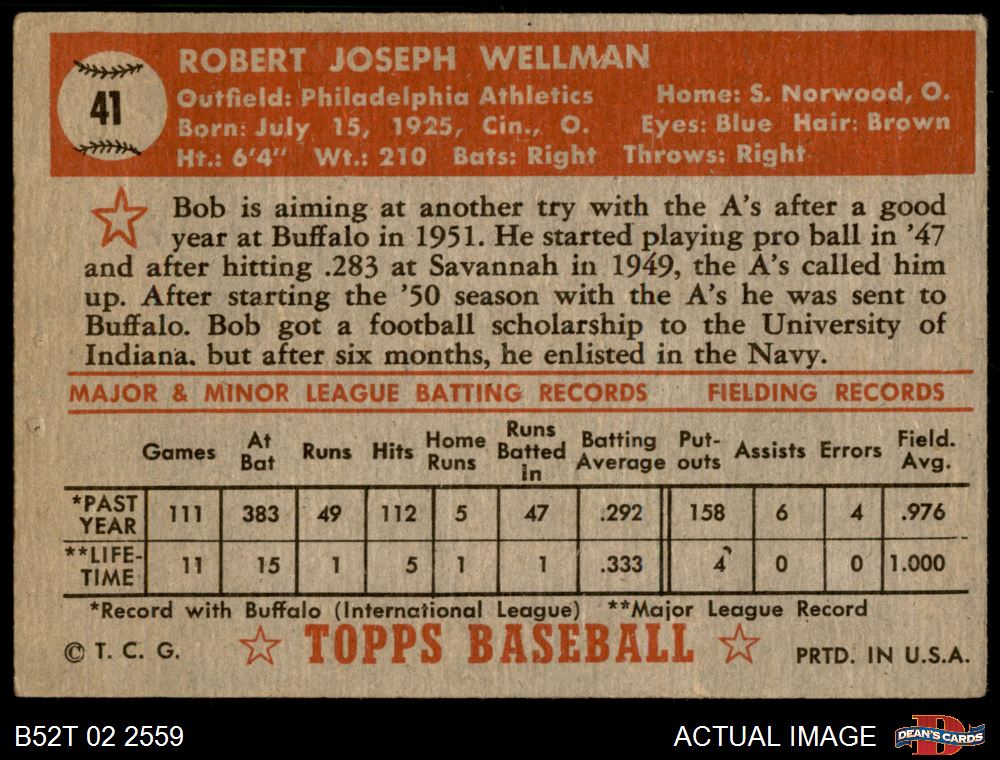 41
ROBERT JOSEPH WELLMAN
Outfield: Philadelphia Athletics Home: S. Norwood, O.
Born: July 15, 1925, Cin., O. Eyes: Blue Hair: Brown
Ht.: 6'4" Wt.: 210 Bats: Right Throws: Right
Bob is aiming at another try with the A's after a good
year at Buffalo in 1951. He started playing pro ball in '47
and after hitting .283 at Savannah in 1949, the A's called him
up. After starting the '50 season with the A's he was sent to
Buffalo. Bob got a football scholarship to the University of
Indiana. but after six months, he enlisted in the Navy.
MAJOR & MINOR LEAGUE BATTING RECORDS FIELDING RECORDS
Games At Bat Runs Hits Home Runs Runs Batted In Batting Average Put-outs Assists Errors Field. Avg.
*PAST YEAR 111 383 49 112 5 47 .292 158 6 4 .976
**LIFE-TIME 11 15 1 5 1 1 .333 4 0 0 1.000
*Record with Buffalo (International League) **Major League Record
© T. C. G. TOPPS BASEBALL PRTD. IN U.S.A.
B52T 02 2559 ACTUAL IMAGE D DEAN'S CARDS